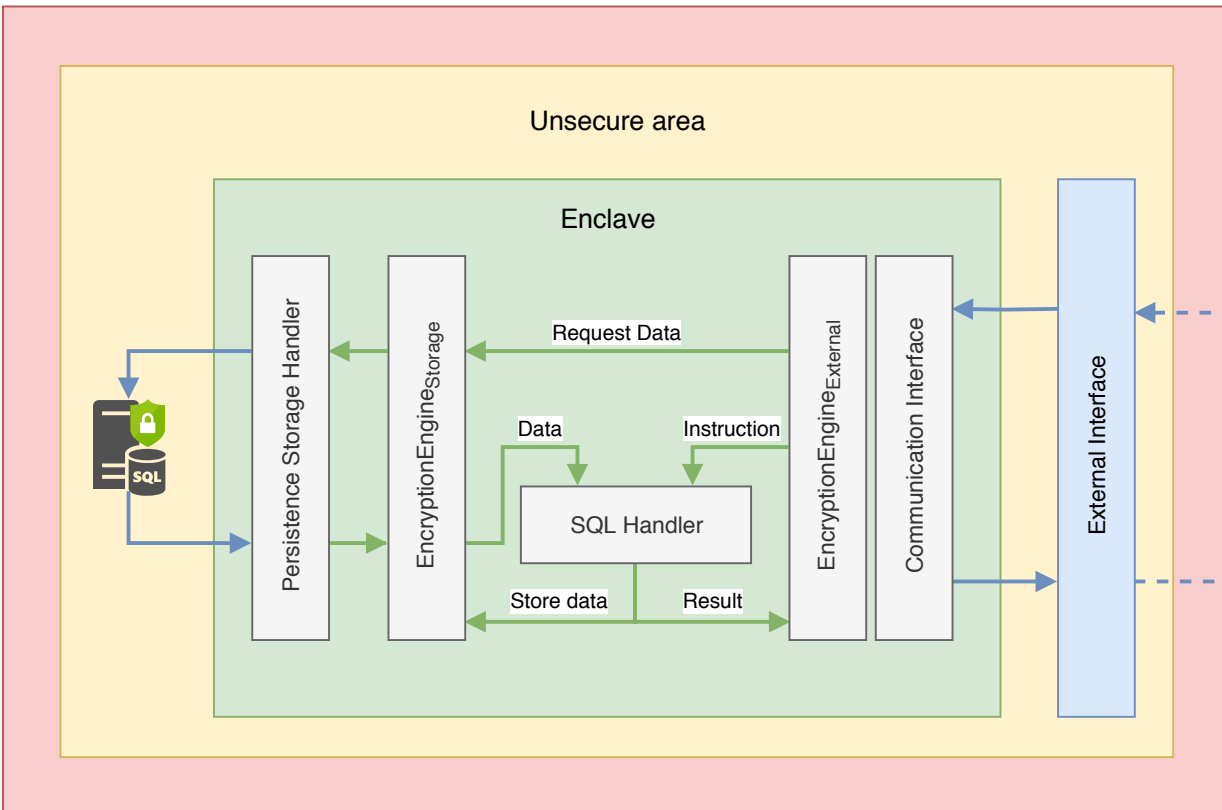 Unsecure area
Enclave
Persistence Storage Handler
EncryptionEngineStorage
Request Data
Data
Instruction
SQL Handler
Store data
Result
EncryptionEngineExternal
Communication Interface
External Interface
SQL